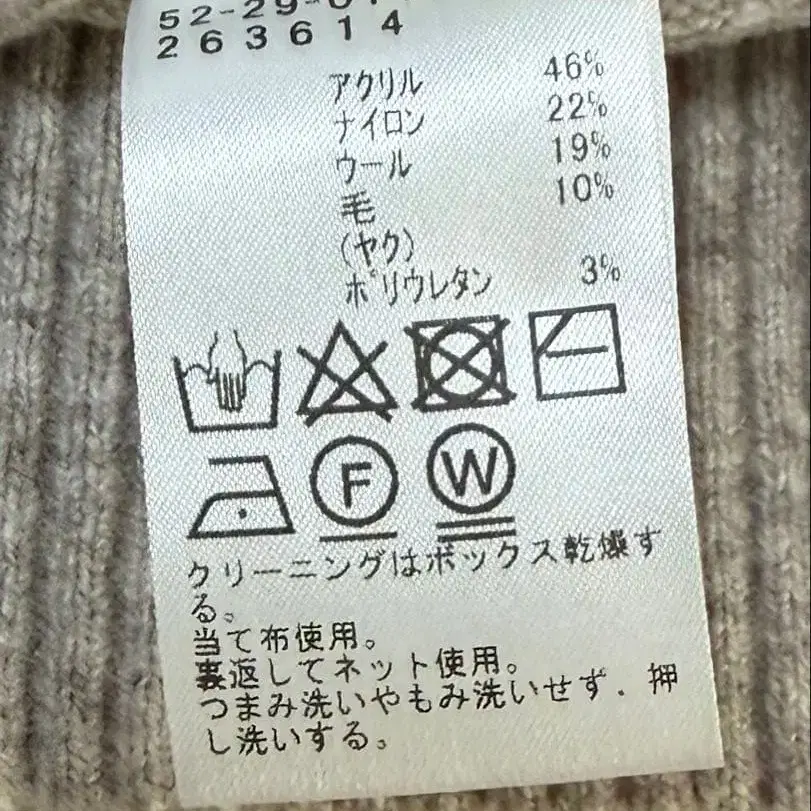 52-29-01
263614
アクリル 46%
ナイロン 22%
ウール 19%
毛 10%
(ヤク)
ポリウレタン 3%
F W
クリーニングはボックス乾燥す
る。
当て布使用。
裏返してネット使用。
つまみ洗いやもみ洗いせず、押
し洗いする。